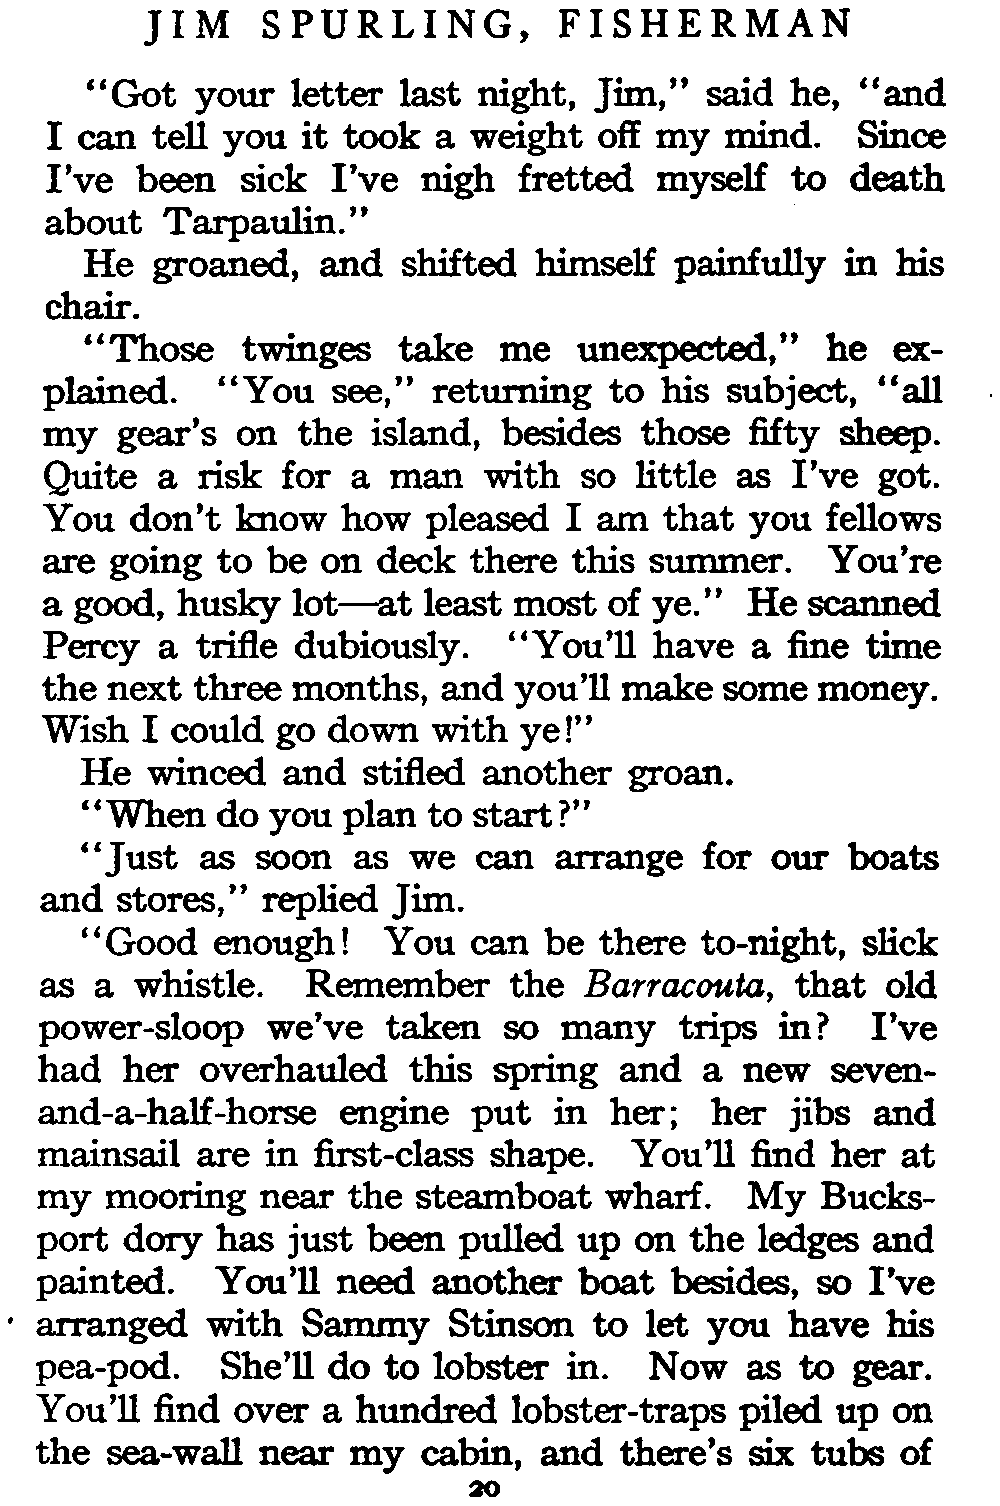 JIM SPURLING, FISHERMAN
“Got your letter last night, Jim,” said he, “and
I can tell you it took a weight off my mind. Since
I've been sick I've nigh fretted myself to death
about Tarpaulin.”
He groaned, and shifted himself painfully in his
chair.
“Those twinges take me unexpected,” he ex-
plained. “You see,” returning to his subject, “all
my gear's on the island, besides those fifty sheep.
Quite a risk for a man with so little as I've got.
You don't know how pleased I am that you fellows
are going to be on deck there this summer. You're
a good, husky lot—at least most of ye.” He scanned
Percy a trifle dubiously. “You'll have a fine time
the next three months, and you'll make some money.
Wish I could go down with ye!”
He winced and stifled another groan.
“When do you plan to start?”
“Just as soon as we can arrange for our boats
and stores,” replied Jim.
“Good enough! You can be there to-night, slick
as a whistle. Remember the Barracouta, that old
power-sloop we've taken so many trips in? I've
had her overhauled this spring and a new seven-
and-a-half-horse engine put in her; her jibs and
mainsail are in first-class shape. You'll find her at
my mooring near the steamboat wharf. My Bucks-
port dory has just been pulled up on the ledges and
painted. You'll need another boat besides, so I've
arranged with Sammy Stinson to let you have his
pea-pod. She'll do to lobster in. Now as to gear.
You'll find over a hundred lobster-traps piled up on
the sea-wall near my cabin, and there's six tubs of
20